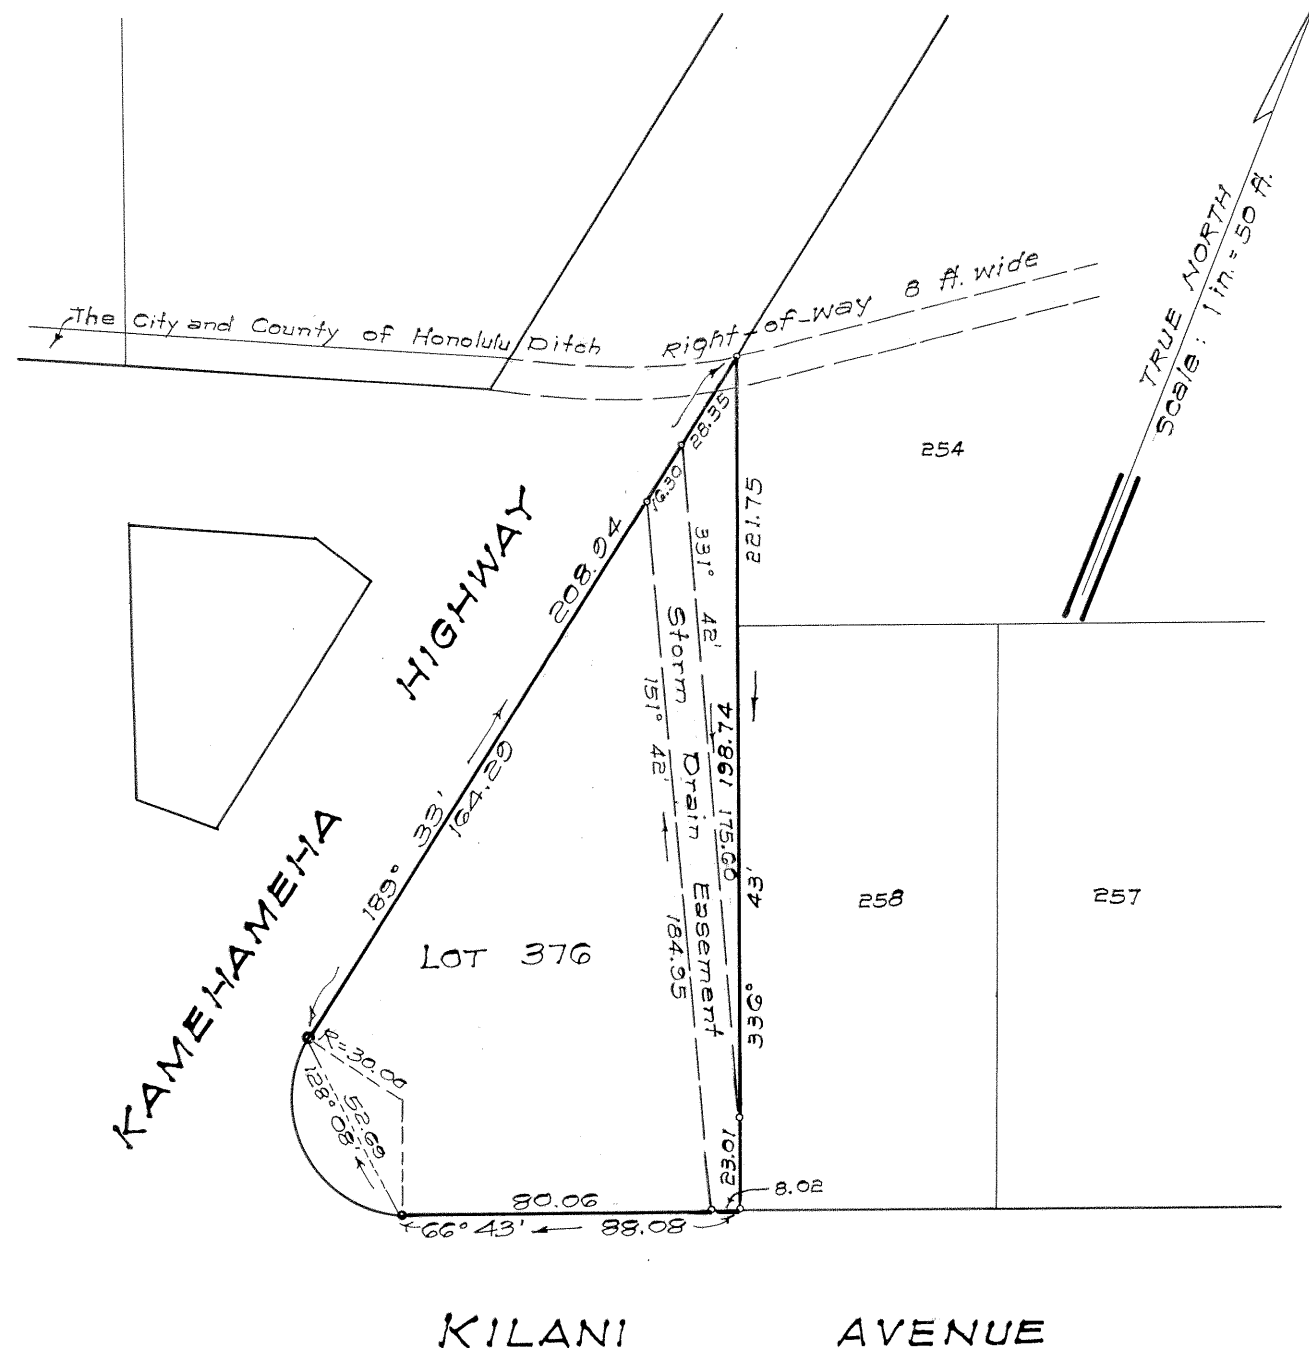 The City and County of Honolulu Ditch Right-of-way 8 ft. wide
TRUE NORTH
Scale: 1 in. = 50 ft.
28.35
16.30
254
221.75
HIGHWAY
208.94
331° 42'
Storm Drain Easement
151° 42'
198.74
175.60
164.29
189° 33'
184.95
336° 43'
258
257
LOT 376
KAMEHAMEHA
R=30.00
52.69
128° 08'
23.01
8.02
80.06
66° 43'
88.08
KILANI AVENUE